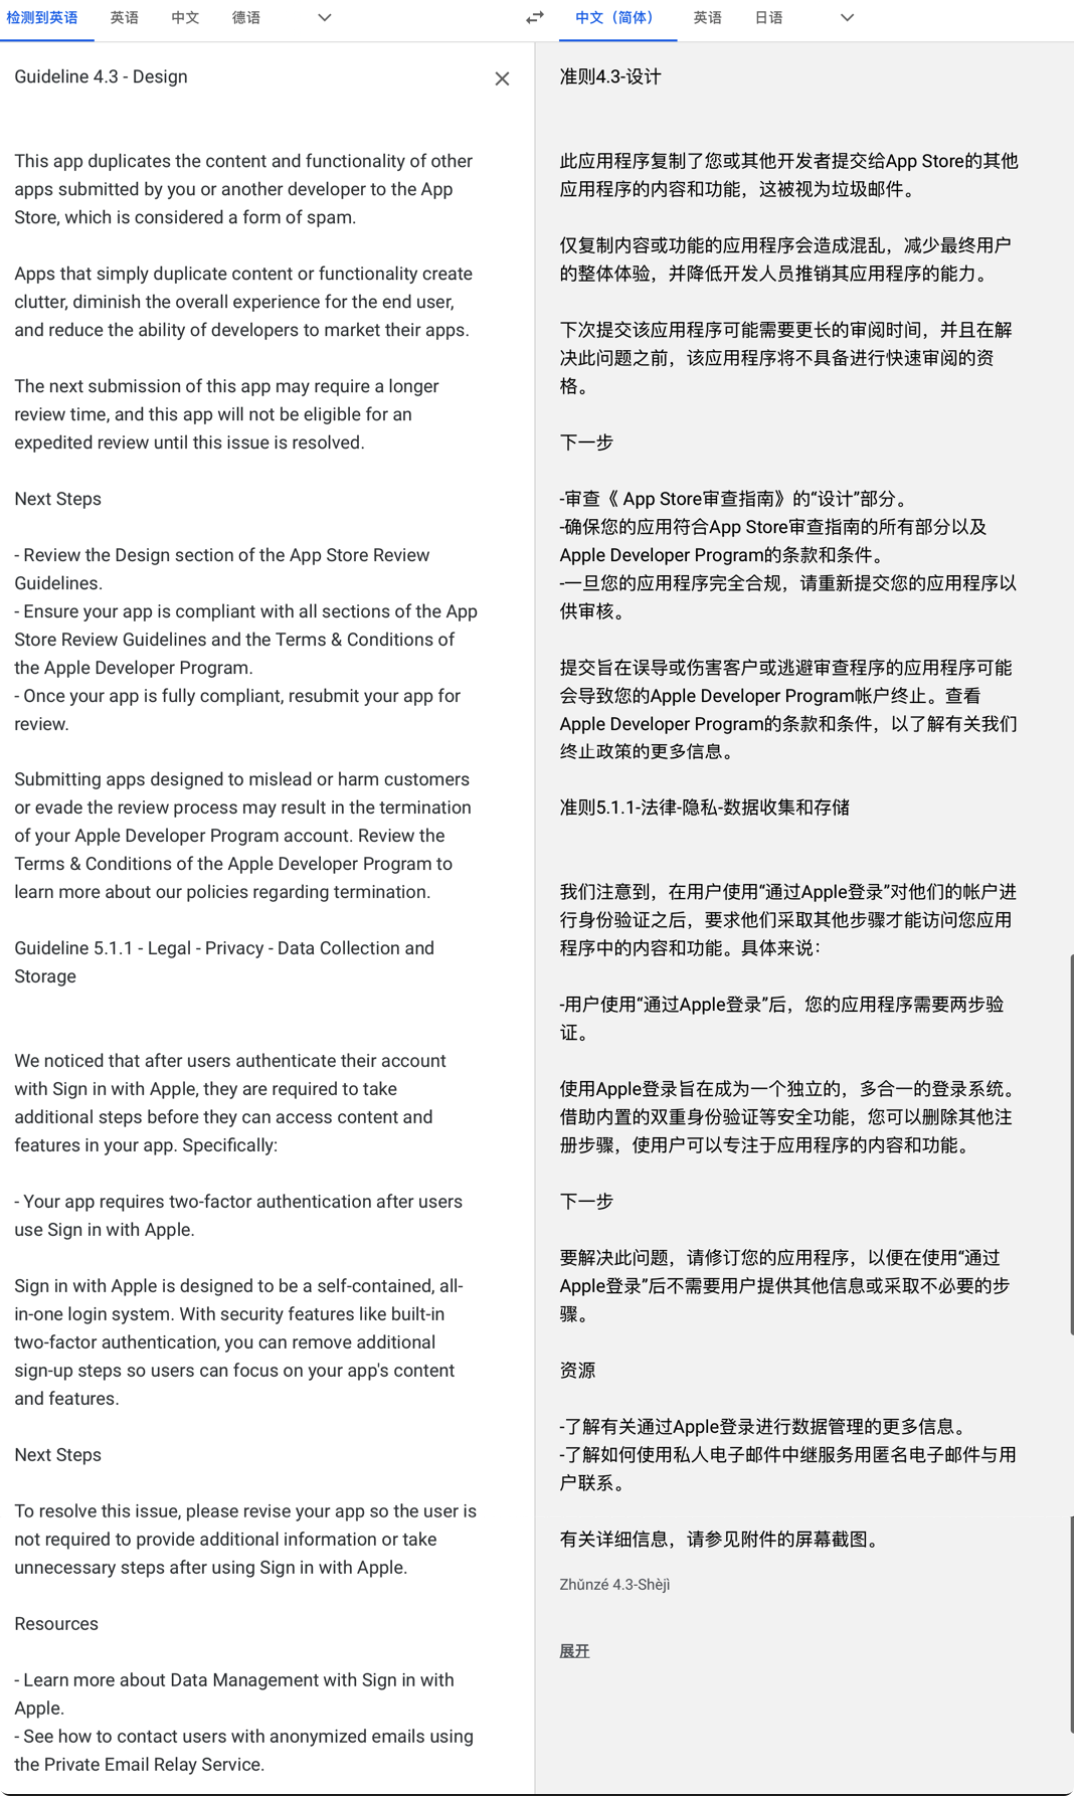 检测到英语 英语 中文 德语
中文（简体） 英语 日语
Guideline 4.3 - Design
This app duplicates the content and functionality of other
apps submitted by you or another developer to the App
Store, which is considered a form of spam.
Apps that simply duplicate content or functionality create
clutter, diminish the overall experience for the end user,
and reduce the ability of developers to market their apps.
The next submission of this app may require a longer
review time, and this app will not be eligible for an
expedited review until this issue is resolved.
Next Steps
- Review the Design section of the App Store Review
Guidelines.
- Ensure your app is compliant with all sections of the App
Store Review Guidelines and the Terms & Conditions of
the Apple Developer Program.
- Once your app is fully compliant, resubmit your app for
review.
Submitting apps designed to mislead or harm customers
or evade the review process may result in the termination
of your Apple Developer Program account. Review the
Terms & Conditions of the Apple Developer Program to
learn more about our policies regarding termination.
Guideline 5.1.1 - Legal - Privacy - Data Collection and
Storage
We noticed that after users authenticate their account
with Sign in with Apple, they are required to take
additional steps before they can access content and
features in your app. Specifically:
- Your app requires two-factor authentication after users
use Sign in with Apple.
Sign in with Apple is designed to be a self-contained, all-
in-one login system. With security features like built-in
two-factor authentication, you can remove additional
sign-up steps so users can focus on your app's content
and features.
Next Steps
To resolve this issue, please revise your app so the user is
not required to provide additional information or take
unnecessary steps after using Sign in with Apple.
Resources
- Learn more about Data Management with Sign in with
Apple.
- See how to contact users with anonymized emails using
the Private Email Relay Service.
准则4.3-设计
此应用程序复制了您或其他开发者提交给App Store的其他
应用程序的内容和功能，这被视为垃圾邮件。
仅复制内容或功能的应用程序会造成混乱，减少最终用户
的整体体验，并降低开发人员推销其应用程序的能力。
下次提交该应用程序可能需要更长的审阅时间，并且在解
决此问题之前，该应用程序将不具备进行快速审阅的资
格。
下一步
-审查《 App Store审查指南》的“设计”部分。
-确保您的应用符合App Store审查指南的所有部分以及
Apple Developer Program的条款和条件。
-一旦您的应用程序完全合规，请重新提交您的应用程序以
供审核。
提交旨在误导或伤害客户或逃避审查程序的应用程序可能
会导致您的Apple Developer Program帐户终止。查看
Apple Developer Program的条款和条件，以了解有关我们
终止政策的更多信息。
准则5.1.1-法律-隐私-数据收集和存储
我们注意到，在用户使用“通过Apple登录”对他们的帐户进
行身份验证之后，要求他们采取其他步骤才能访问您应用
程序中的内容和功能。具体来说：
-用户使用“通过Apple登录”后，您的应用程序需要两步验
证。
使用Apple登录旨在成为一个独立的，多合一的登录系统。
借助内置的双重身份验证等安全功能，您可以删除其他注
册步骤，使用户可以专注于应用程序的内容和功能。
下一步
要解决此问题，请修订您的应用程序，以便在使用“通过
Apple登录”后不需要用户提供其他信息或采取不必要的步
骤。
资源
-了解有关通过Apple登录进行数据管理的更多信息。
-了解如何使用私人电子邮件中继服务用匿名电子邮件与用
户联系。
有关详细信息，请参见附件的屏幕截图。
Zhǔnzé 4.3-Shèjì
展开